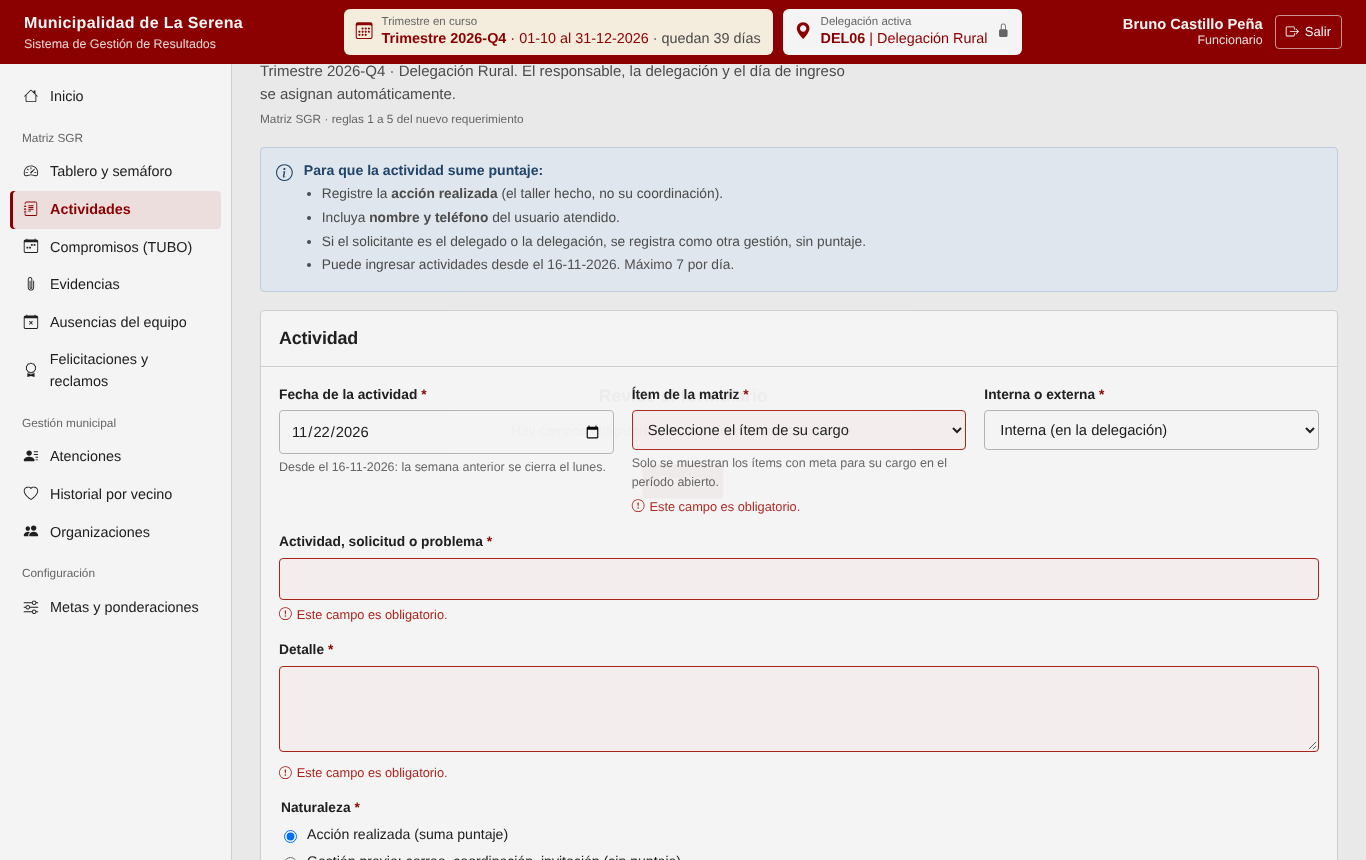 Municipalidad de La Serena
Sistema de Gestión de Resultados
Trimestre en curso
Trimestre 2026-Q4 · 01-10 al 31-12-2026 · quedan 39 días
Delegación activa
DEL06 | Delegación Rural
Bruno Castillo Peña
Funcionario
Salir
Inicio
Matriz SGR
Tablero y semáforo
Actividades
Compromisos (TUBO)
Evidencias
Ausencias del equipo
Felicitaciones y
reclamos
Gestión municipal
Atenciones
Historial por vecino
Organizaciones
Configuración
Metas y ponderaciones
Trimestre 2026-Q4 · Delegación Rural. El responsable, la delegación y el día de ingreso
se asignan automáticamente.
Matriz SGR · reglas 1 a 5 del nuevo requerimiento
Para que la actividad sume puntaje:
• Registre la acción realizada (el taller hecho, no su coordinación).
• Incluya nombre y teléfono del usuario atendido.
• Si el solicitante es el delegado o la delegación, se registra como otra gestión, sin puntaje.
• Puede ingresar actividades desde el 16-11-2026. Máximo 7 por día.
Actividad
Fecha de la actividad *
11/22/2026
Desde el 16-11-2026: la semana anterior se cierra el lunes.
Ítem de la matriz *
Seleccione el ítem de su cargo
Solo se muestran los ítems con meta para su cargo en el
período abierto.
Este campo es obligatorio.
Interna o externa *
Interna (en la delegación)
Actividad, solicitud o problema *
Este campo es obligatorio.
Detalle *
Este campo es obligatorio.
Naturaleza *
Acción realizada (suma puntaje)
Gestión previa: correo, coordinación, invitación (sin puntaje)